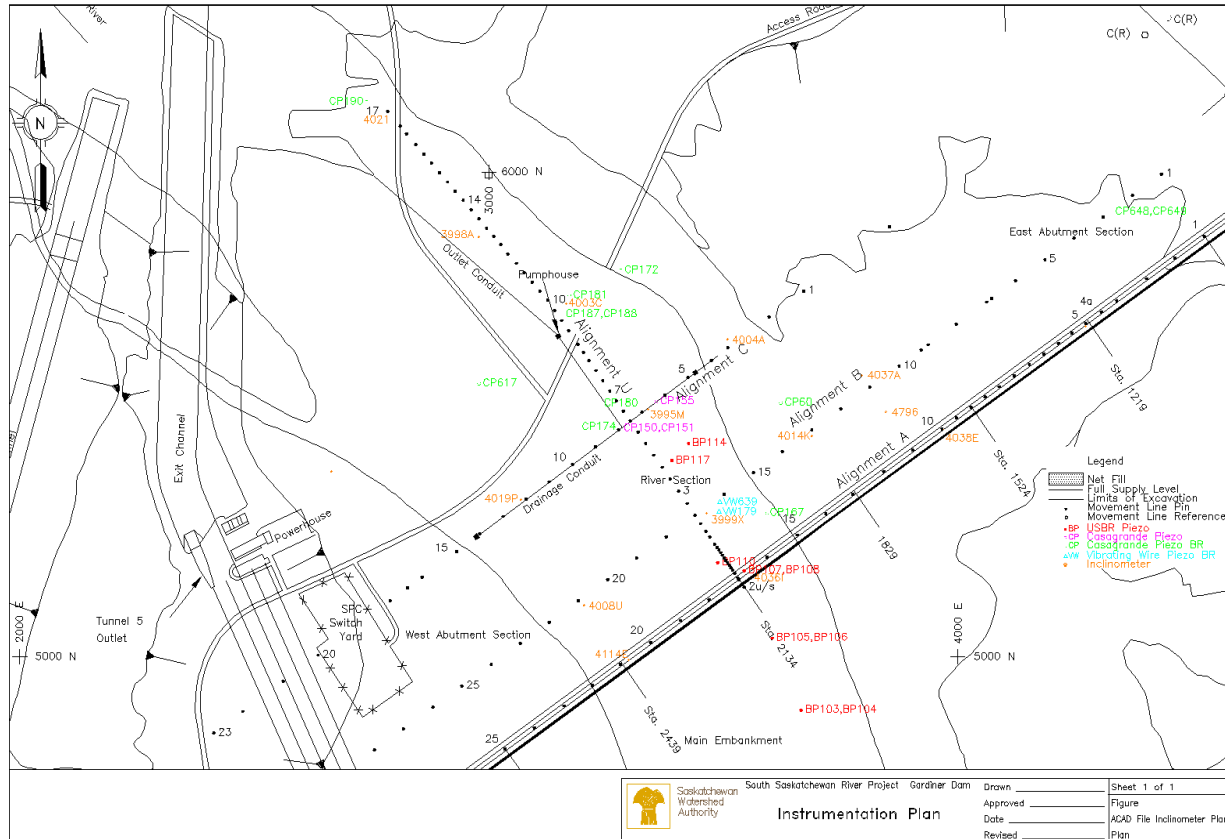 River
Access Road
C(R)
C(R)
CP190
17
4021
N
6000 N
3000
1
14
CP648,CP649
3998A
East Abutment Section
1
Outlet Conduit
CP172
5
Pumphouse
CP181
1
10
4003C
4a
CP187,CP188
5
Alignment U
4004A
Alignment C
Sta. 1219
5
10
4037A
CP617
7
Alignment B
CP180
CP155
CP60
3995M
4796
Exit Channel
CP174
CP150,CP151
4014K
10
4038E
BP114
Legend
10
BP117
Alignment A
15
Sta. 1524
River Section
Net Fill
Full Supply Level
Limits of Excavation
Movement Line Pin
Movement Line Reference
BP USBR Piezo
CP Casagrande Piezo
CP Casagrande Piezo BR
VW Vibrating Wire Piezo BR
Inclinometer
3
4019P
Drainage Conduit
VW639
VW179
CP167
3999X
15
Powerhouse
1829
15
BP107,BP108
4036I
20
2u/s
4008U
2000 E
Tunnel 5
Outlet
SPC
Switch
Yard
West Abutment Section
20
Sta. 2134
BP105,BP106
4000 E
5000 N
20
5000 N
25
BP103,BP104
Sta. 2439
23
25
Main Embankment
Saskatchewan
Watershed
Authority
South Saskatchewan River Project Gardiner Dam
Instrumentation Plan
Drawn
Approved
Date
Revised
Sheet 1 of 1
Figure
ACAD File Inclinometer Plan
Plan